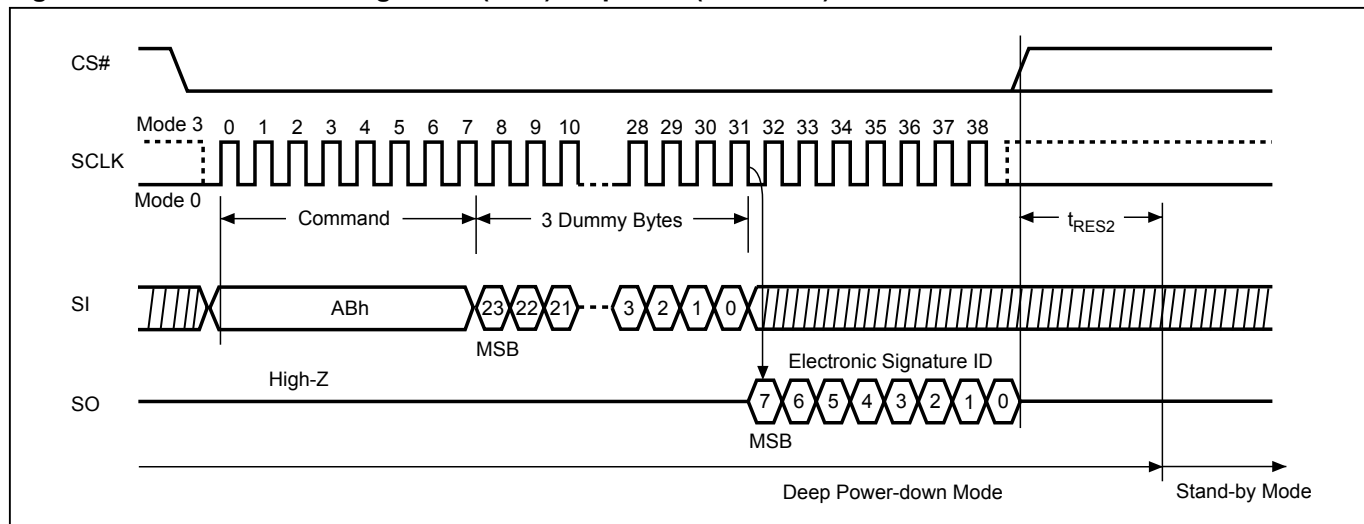 CS#
Mode 3 0 1 2 3 4 5 6 7 8 9 10 28 29 30 31 32 33 34 35 36 37 38
SCLK
Mode 0
Command 3 Dummy Bytes tRES2
SI ABh 23 22 21 3 2 1 0
MSB
Electronic Signature ID
High-Z
SO 7 6 5 4 3 2 1 0
MSB
Deep Power-down Mode Stand-by Mode